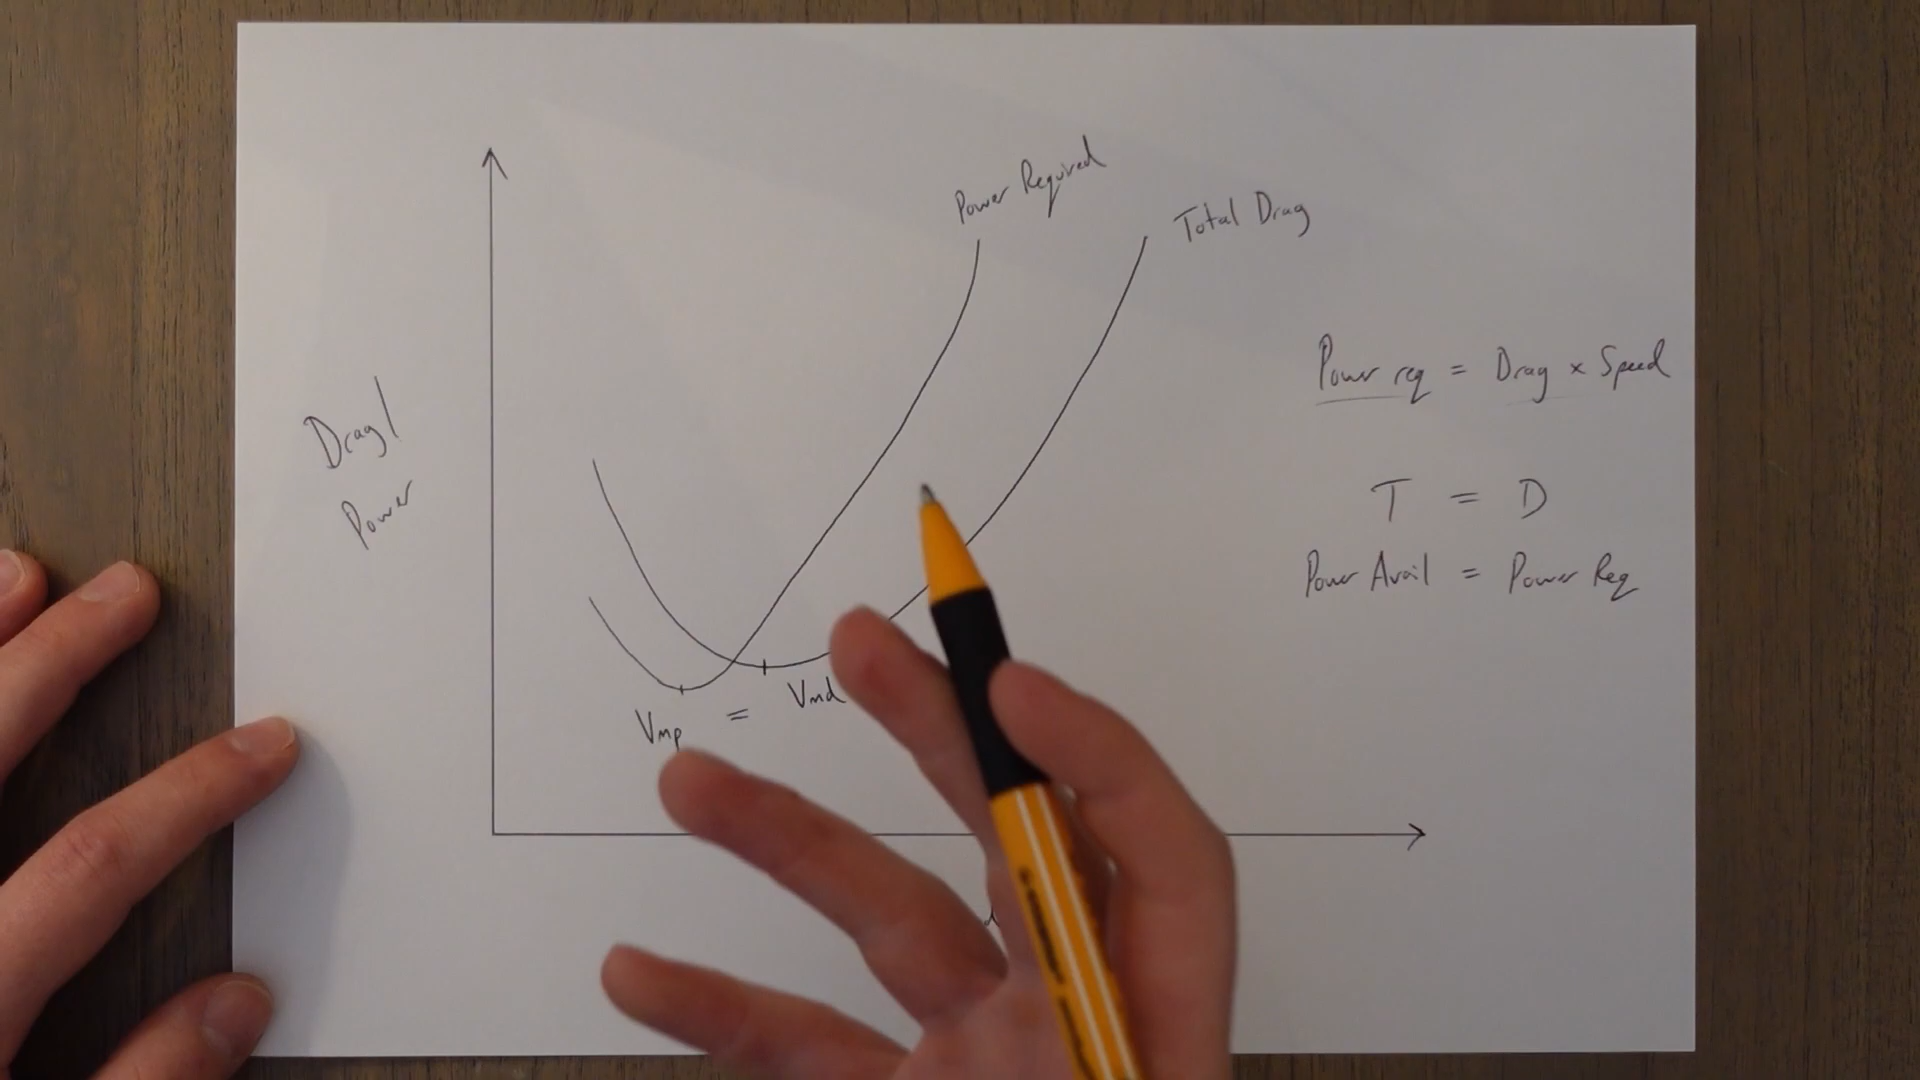 Power Required
Total Drag
Drag/
Power
Power req = Drag × Speed
T = D
Power Avail = Power Req
Vmp = Vmd